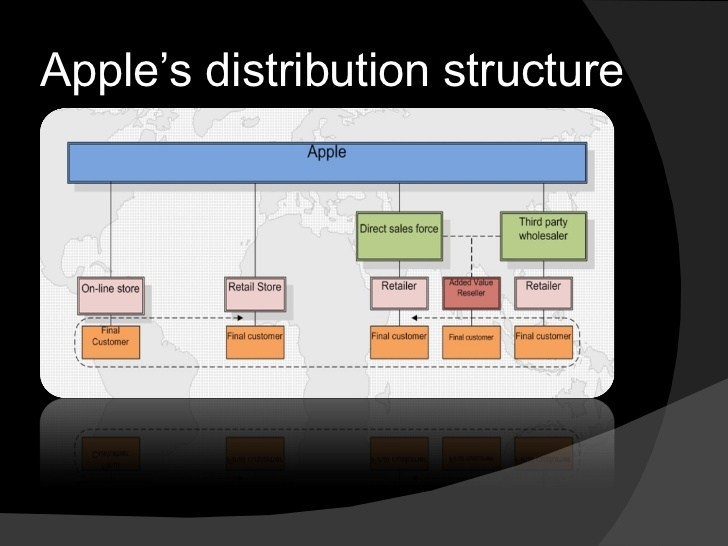 Apple’s distribution structure
Apple
Direct sales force
Third party
wholesaler
On-line store
Retail Store
Retailer
Added Value
Reseller
Retailer
Final
Customer
Final customer
Final customer
Final customer
Final customer